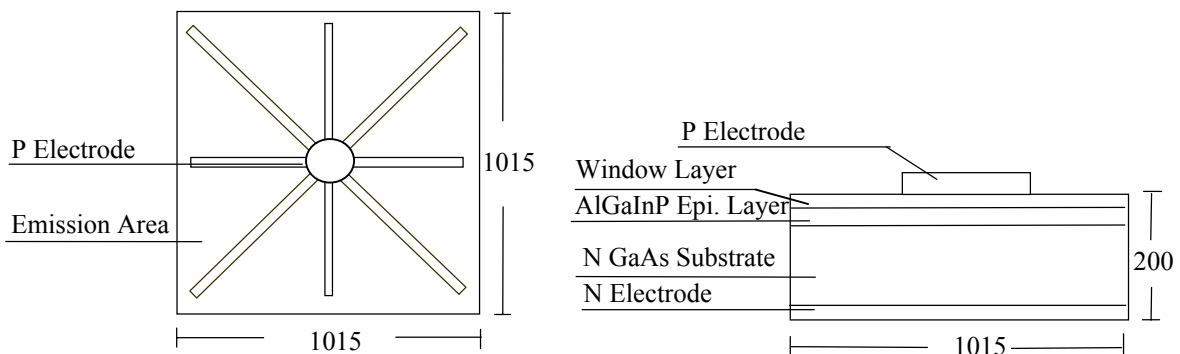 P Electrode
Emission Area
1015
1015
P Electrode
Window Layer
AlGaInP Epi. Layer
N GaAs Substrate
N Electrode
200
1015